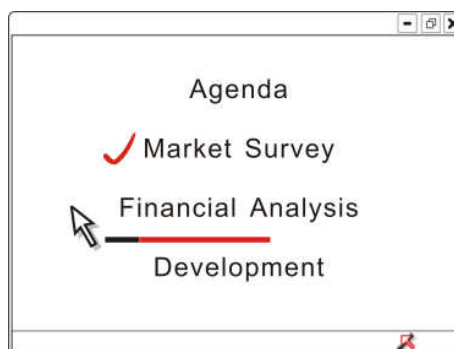 Agenda
Market Survey
Financial Analysis
Development